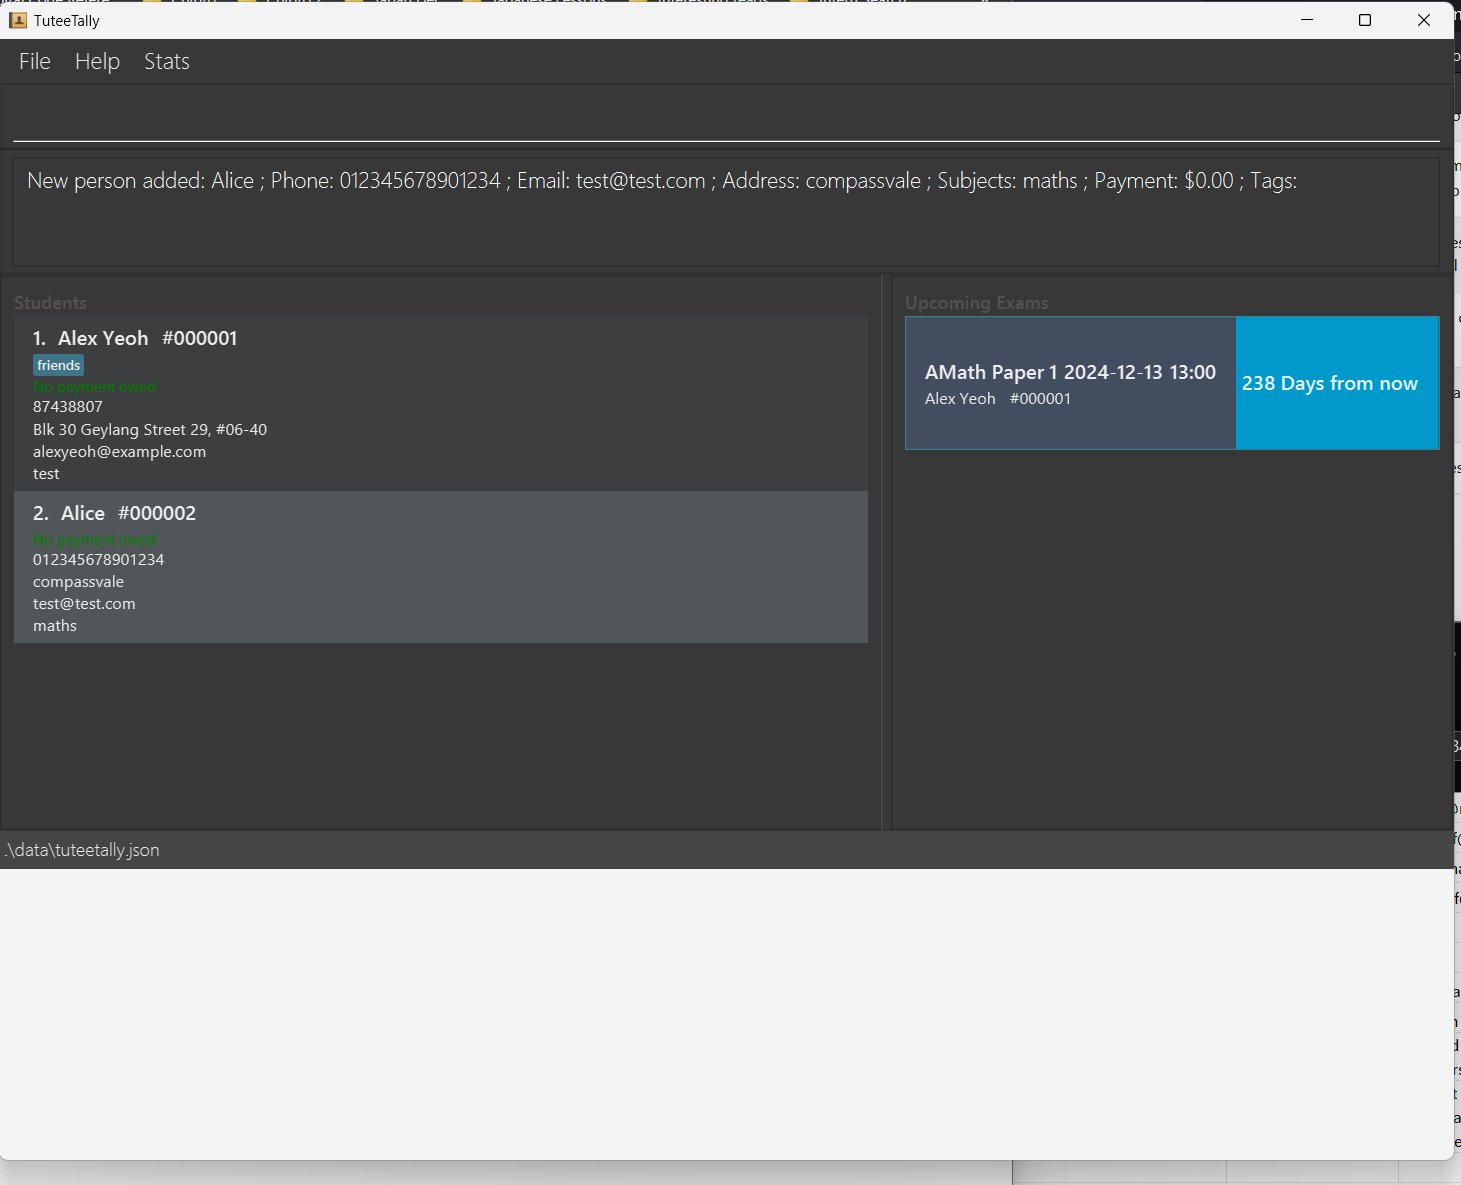 TuteeTally
File Help Stats
New person added: Alice ; Phone: 012345678901234 ; Email: test@test.com ; Address: compassvale ; Subjects: maths ; Payment: $0.00 ; Tags:
Students
1. Alex Yeoh #000001
friends
No payment owed
87438807
Blk 30 Geylang Street 29, #06-40
alexyeoh@example.com
test
2. Alice #000002
No payment owed
012345678901234
compassvale
test@test.com
maths
Upcoming Exams
AMath Paper 1 2024-12-13 13:00
Alex Yeoh #000001
238 Days from now
.\data\tuteetally.json